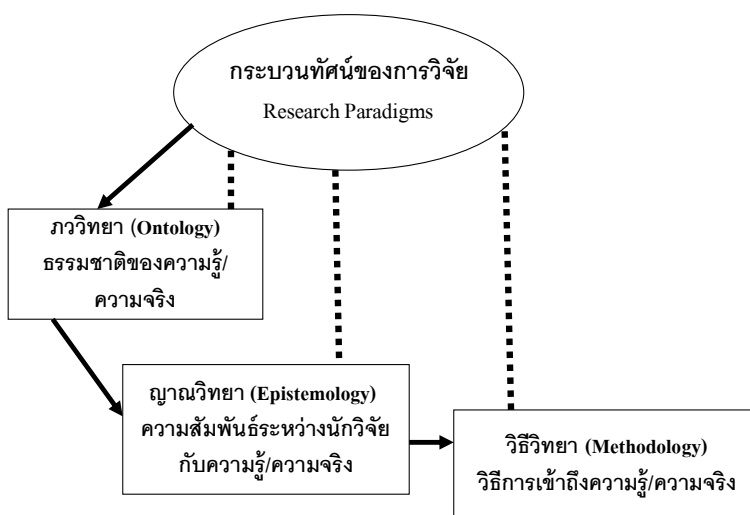 กระบวนทัศน์ของการวิจัย
Research Paradigms
ภววิทยา (Ontology)
ธรรมชาติของความรู้/
ความจริง
ญาณวิทยา (Epistemology)
ความสัมพันธ์ระหว่างนักวิจัย
กับความรู้/ความจริง
วิธีวิทยา (Methodology)
วิธีการเข้าถึงความรู้/ความจริง